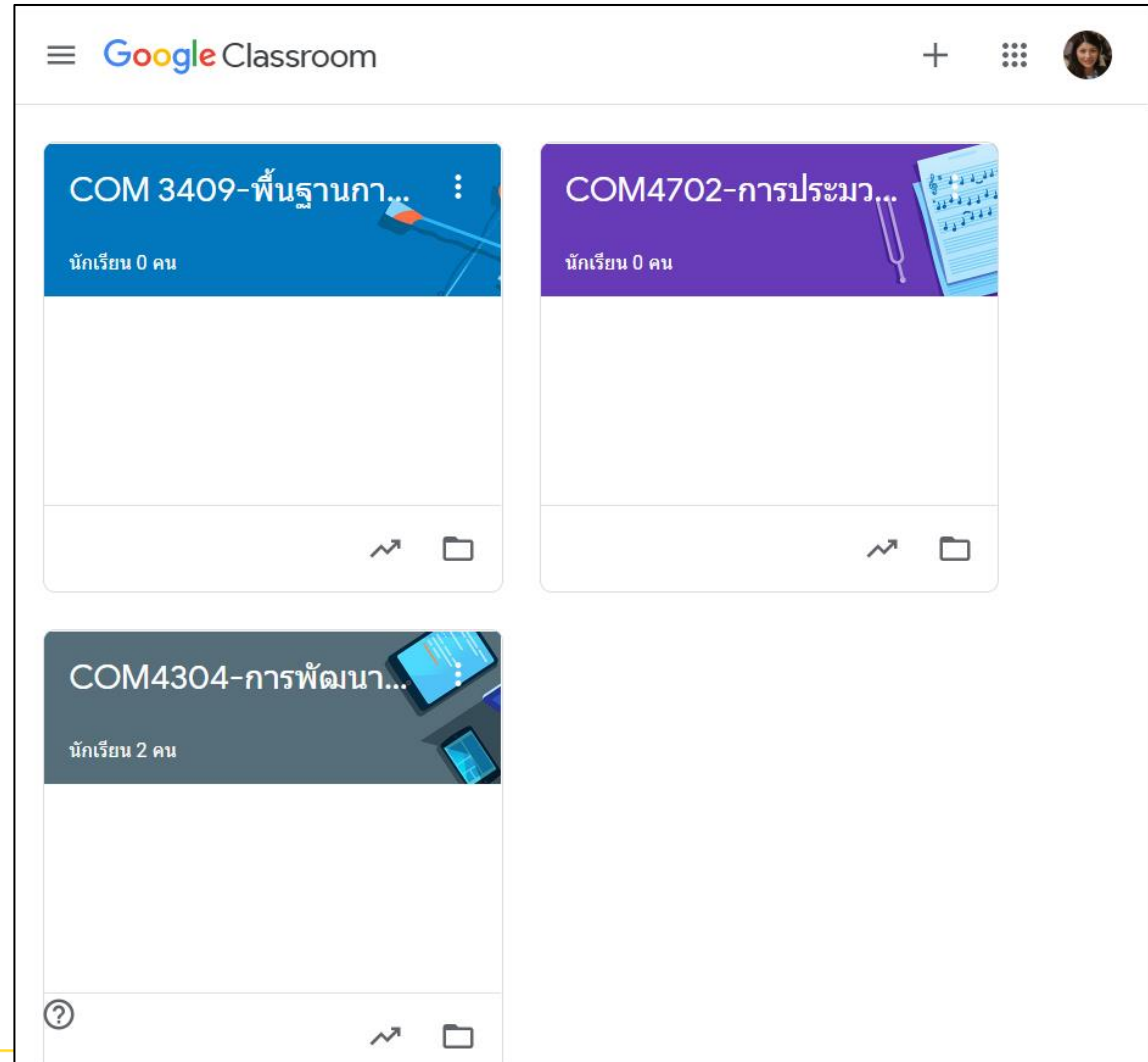 Google Classroom
COM 3409-พื้นฐานกา...
นักเรียน 0 คน
COM4702-การประมว...
นักเรียน 0 คน
COM4304-การพัฒนา...
นักเรียน 2 คน